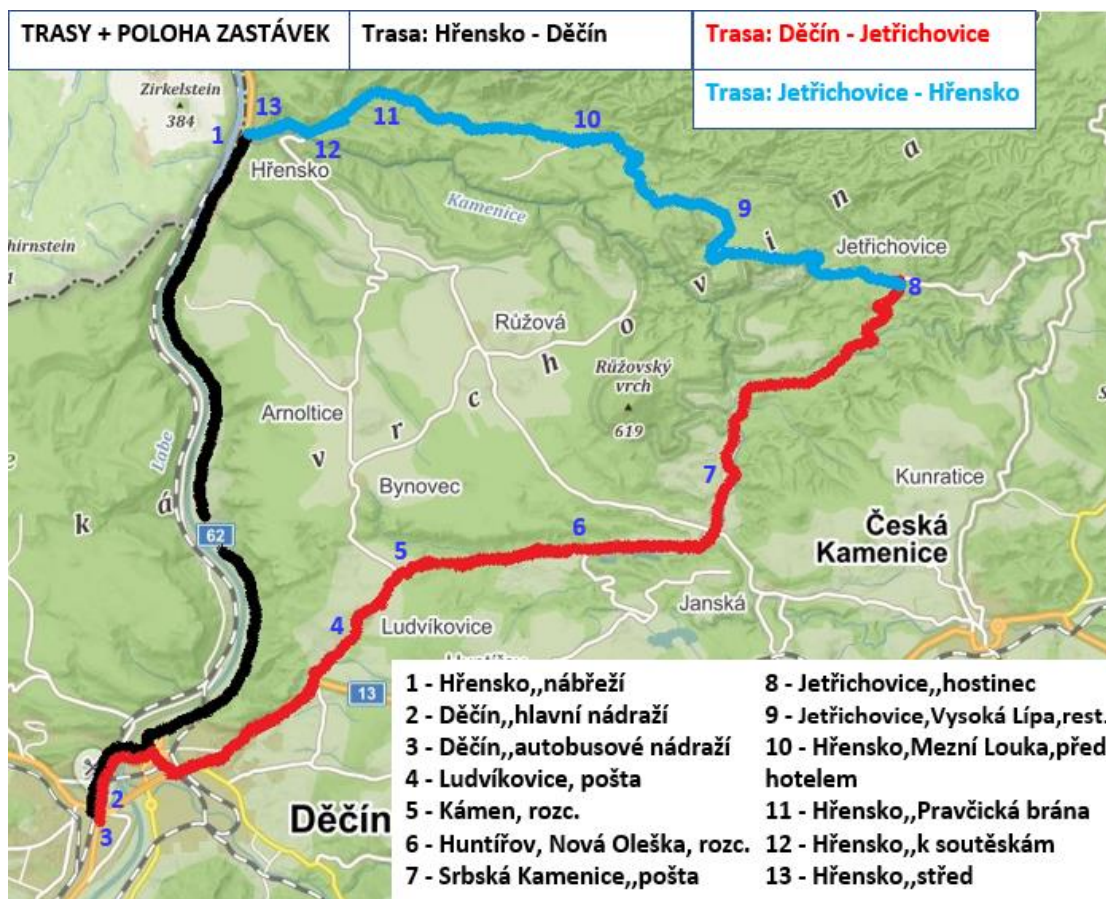 TRASY + POLOHA ZASTÁVEK
Trasa: Hřensko - Děčín
Trasa: Děčín - Jetřichovice
Trasa: Jetřichovice - Hřensko
Zirkelstein
384
13
1
12
11
10
Hřensko
Kamenice
9
a
n
i
v
Jetřichovice
8
hirnstein
Růžová
o
h
c
r
v
Růžovský
vrch
619
Arnoltice
Labe
á
k
Bynovec
7
Kunratice
62
6
Česká
Kamenice
5
Janská
4
Ludvíkovice
13
2
3
Děčín
1 - Hřensko,,nábřeží
2 - Děčín,,hlavní nádraží
3 - Děčín,,autobusové nádraží
4 - Ludvíkovice, pošta
5 - Kámen, rozc.
6 - Huntířov, Nová Oleška, rozc.
7 - Srbská Kamenice,,pošta
8 - Jetřichovice,,hostinec
9 - Jetřichovice,Vysoká Lípa,rest.
10 - Hřensko,Mezní Louka,před
hotelem
11 - Hřensko,,Pravčická brána
12 - Hřensko,,k soutěskám
13 - Hřensko,,střed